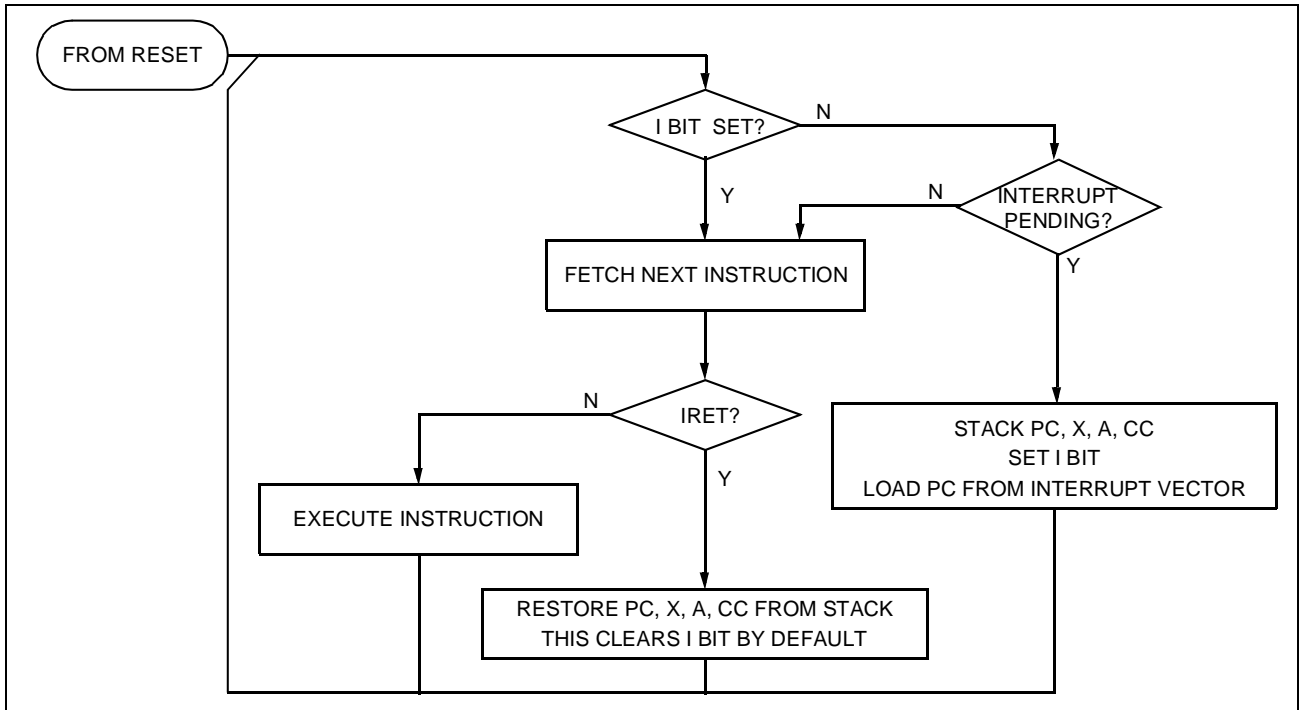 FROM RESET
I BIT SET?
N
Y
N
INTERRUPT
PENDING?
Y
FETCH NEXT INSTRUCTION
N
IRET?
Y
STACK PC, X, A, CC
SET I BIT
LOAD PC FROM INTERRUPT VECTOR
EXECUTE INSTRUCTION
RESTORE PC, X, A, CC FROM STACK
THIS CLEARS I BIT BY DEFAULT